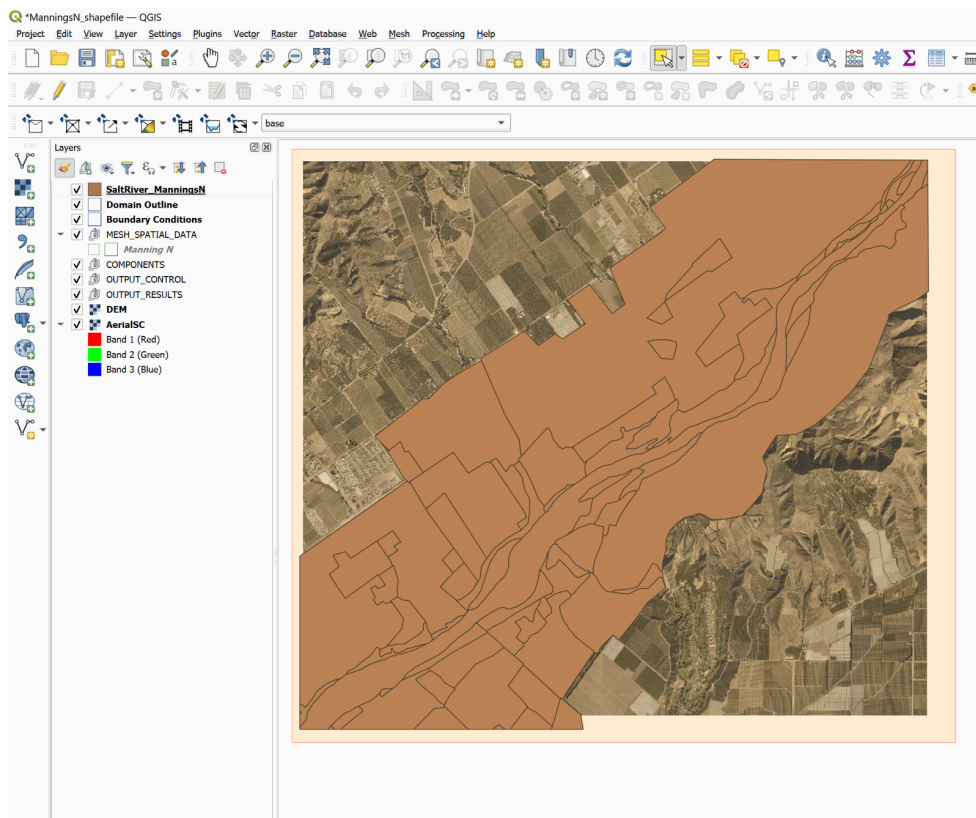 *ManningsN_shapefile — QGIS
Project Edit View Layer Settings Plugins Vector Raster Database Web Mesh Processing Help
base
Layers
SaltRiver_ManningsN
Domain Outline
Boundary Conditions
MESH_SPATIAL_DATA
Manning N
COMPONENTS
OUTPUT_CONTROL
OUTPUT_RESULTS
DEM
AerialSC
Band 1 (Red)
Band 2 (Green)
Band 3 (Blue)